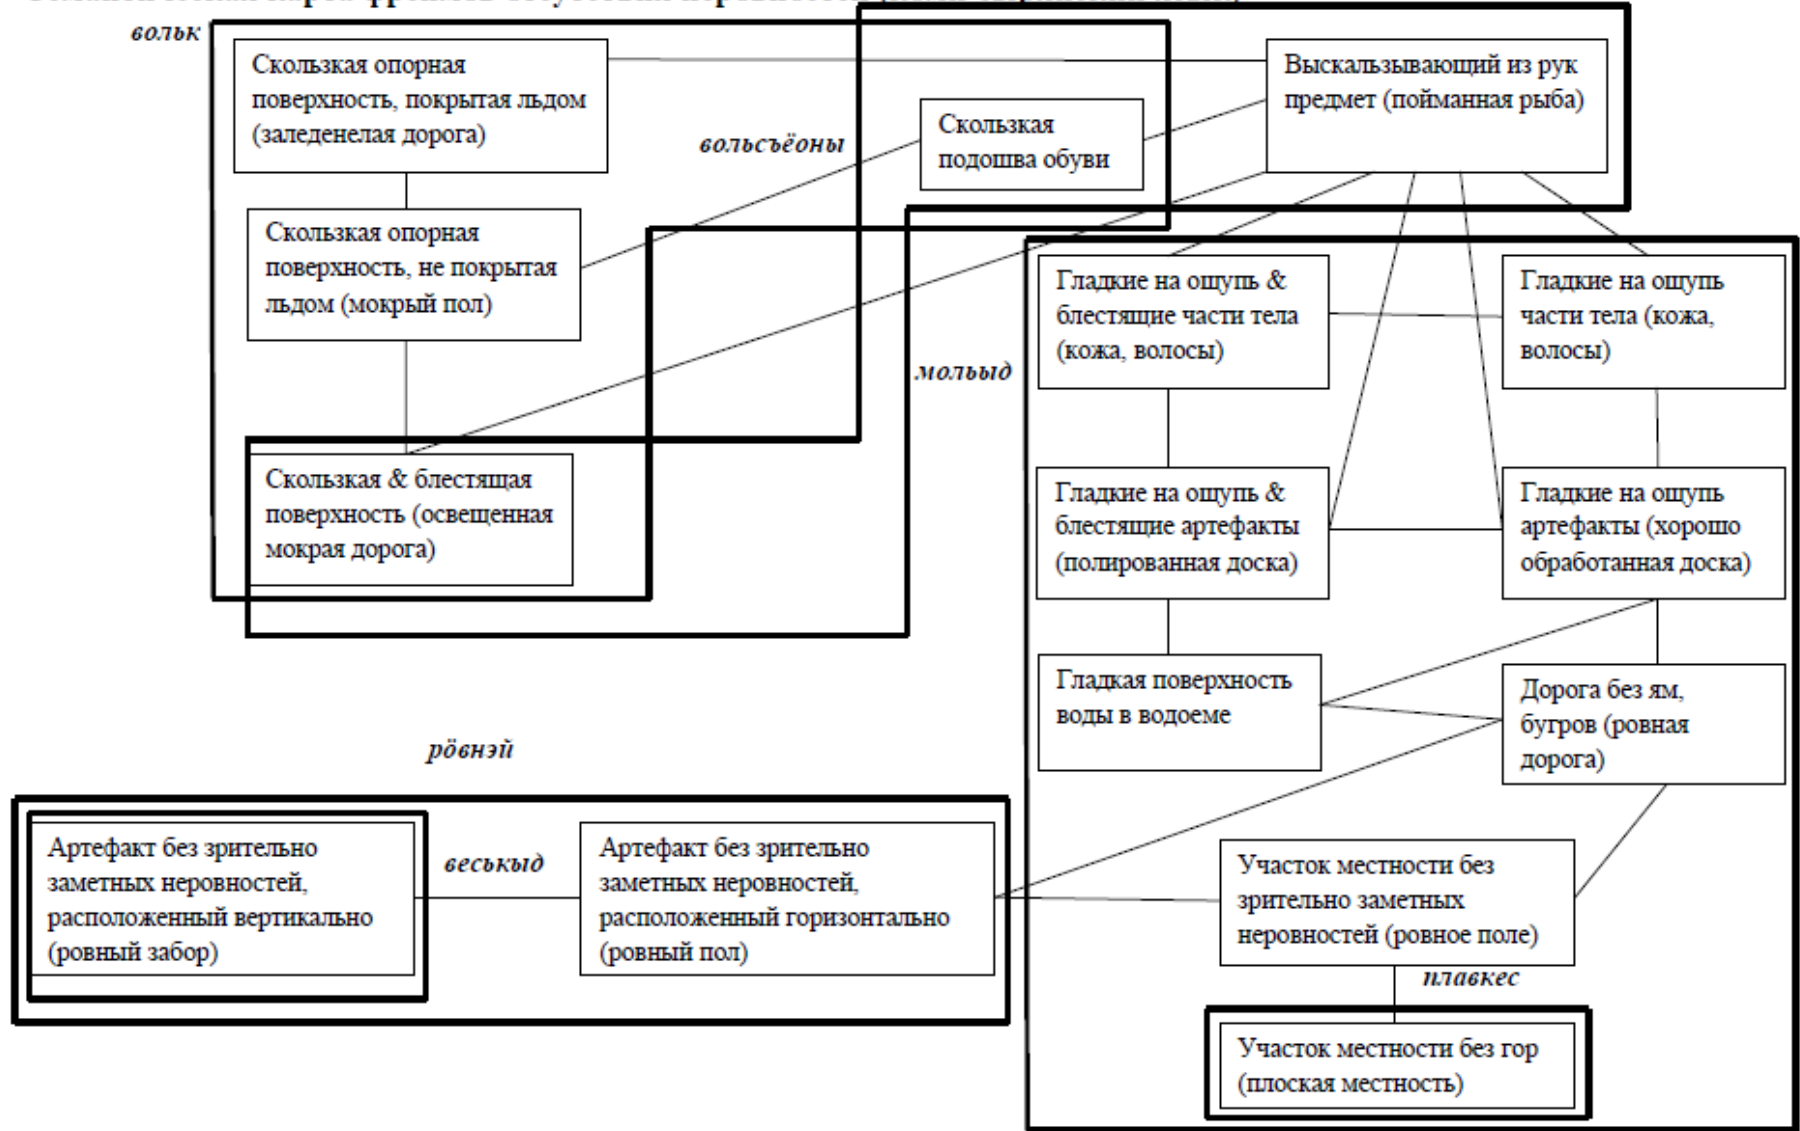 вольк
Скользкая опорная
поверхность, покрытая льдом
(заледенелая дорога)
Выскальзывающий из рук
предмет (пойманная рыба)
Скользкая
подошва обуви
вольсъёоны
Скользкая опорная
поверхность, не покрытая
льдом (мокрый пол)
Гладкие на ощупь &
блестящие части тела
(кожа, волосы)
Гладкие на ощупь
части тела (кожа,
волосы)
мольыд
Скользкая & блестящая
поверхность (освещенная
мокрая дорога)
Гладкие на ощупь &
блестящие артефакты
(полированная доска)
Гладкие на ощупь
артефакты (хорошо
обработанная доска)
Гладкая поверхность
воды в водоеме
Дорога без ям,
бугров (ровная
дорога)
рӧвнэй
Артефакт без зрительно
заметных неровностей,
расположенный вертикально
(ровный забор)
веськыд
Артефакт без зрительно
заметных неровностей,
расположенный горизонтально
(ровный пол)
Участок местности без
зрительно заметных
неровностей (ровное поле)
плавкес
Участок местности без гор
(плоская местность)